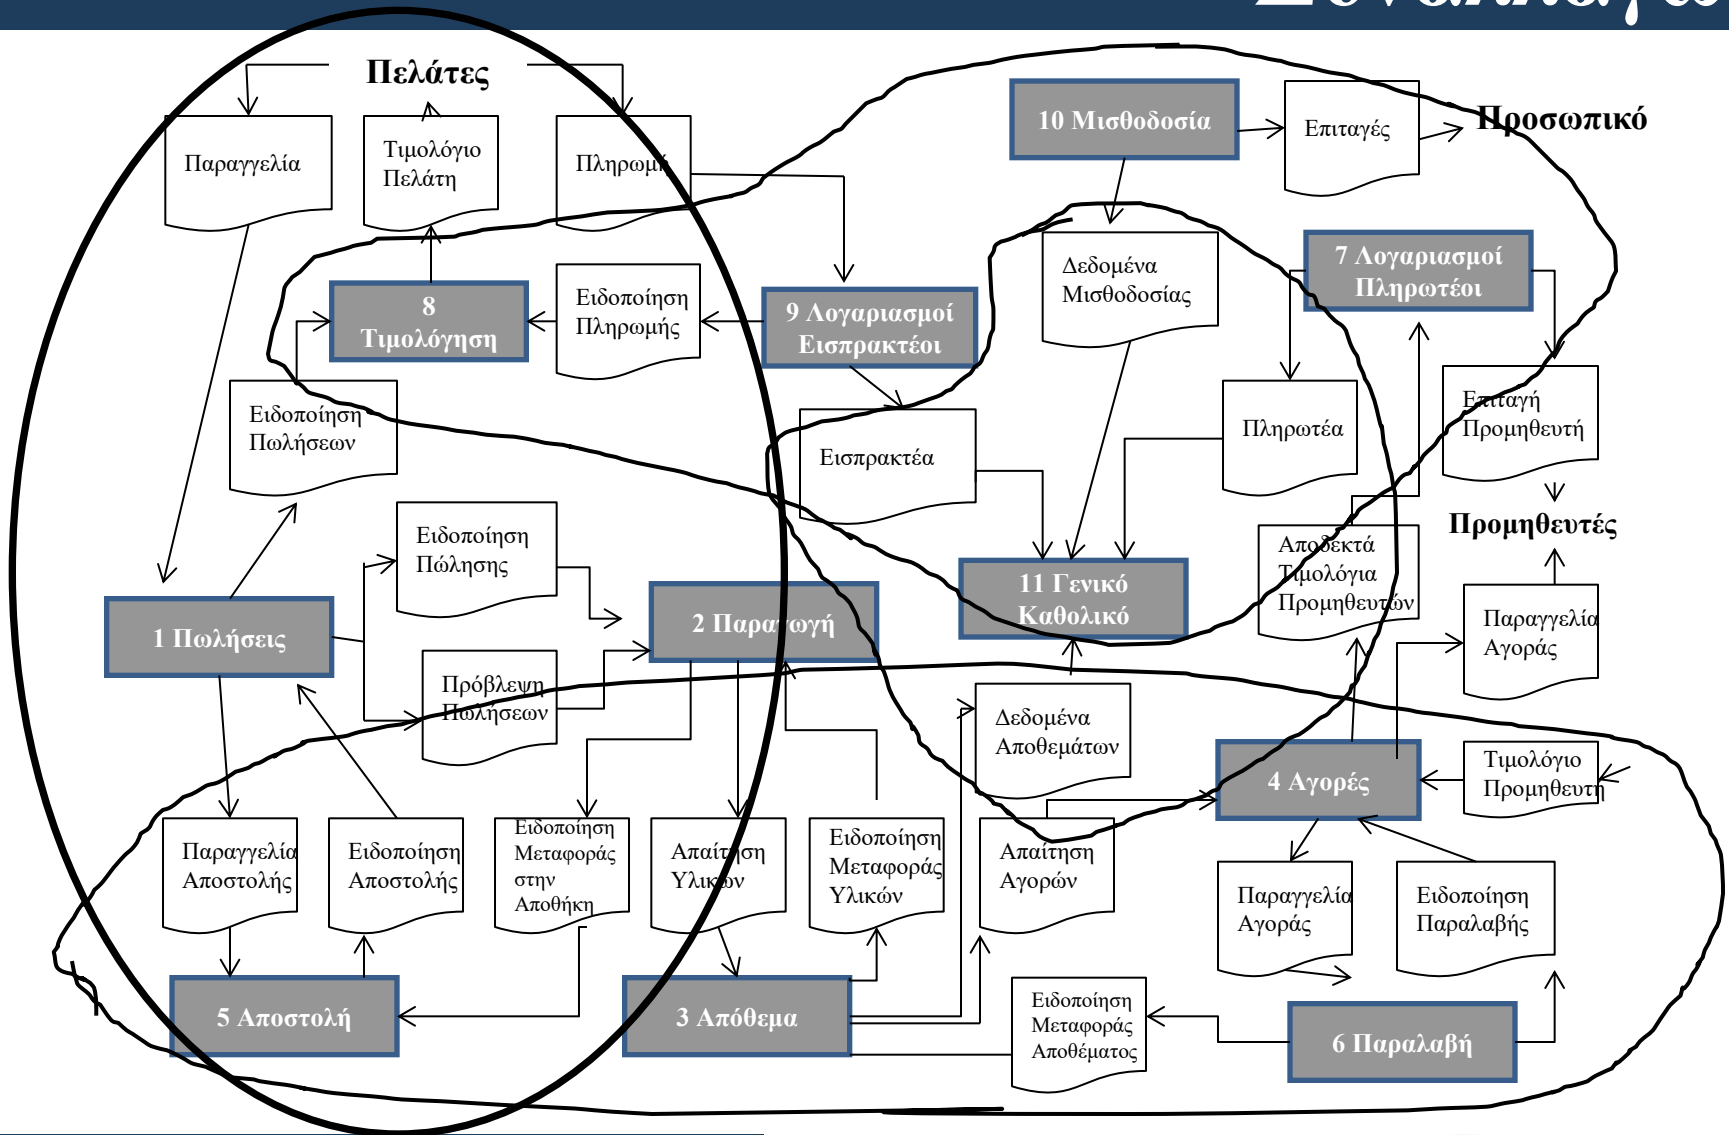 Πελάτες
Παραγγελία
Τιμολόγιο
Πελάτη
Πληρωμή
10 Μισθοδοσία
Επιταγές
Προσωπικό
8
Τιμολόγηση
Ειδοποίηση
Πληρωμής
9 Λογαριασμοί
Εισπρακτέοι
Δεδομένα
Μισθοδοσίας
7 Λογαριασμοί
Πληρωτέοι
Ειδοποίηση
Πωλήσεων
Εισπρακτέα
Πληρωτέα
Επιταγή
Προμηθευτή
Προμηθευτές
Ειδοποίηση
Πώλησης
Αποδεκτά
Τιμολόγια
Προμηθευτών
11 Γενικό
Καθολικό
1 Πωλήσεις
2 Παραγωγή
Παραγγελία
Αγοράς
Πρόβλεψη
Πωλήσεων
Δεδομένα
Αποθεμάτων
4 Αγορές
Τιμολόγιο
Προμηθευτή
Παραγγελία
Αποστολής
Ειδοποίηση
Αποστολής
Ειδοποίηση
Μεταφοράς
στην
Αποθήκη
Απαίτηση
Υλικών
Ειδοποίηση
Μεταφοράς
Υλικών
Απαίτηση
Αγορών
Παραγγελία
Αγοράς
Ειδοποίηση
Παραλαβής
5 Αποστολή
3 Απόθεμα
Ειδοποίηση
Μεταφοράς
Αποθέματος
6 Παραλαβή